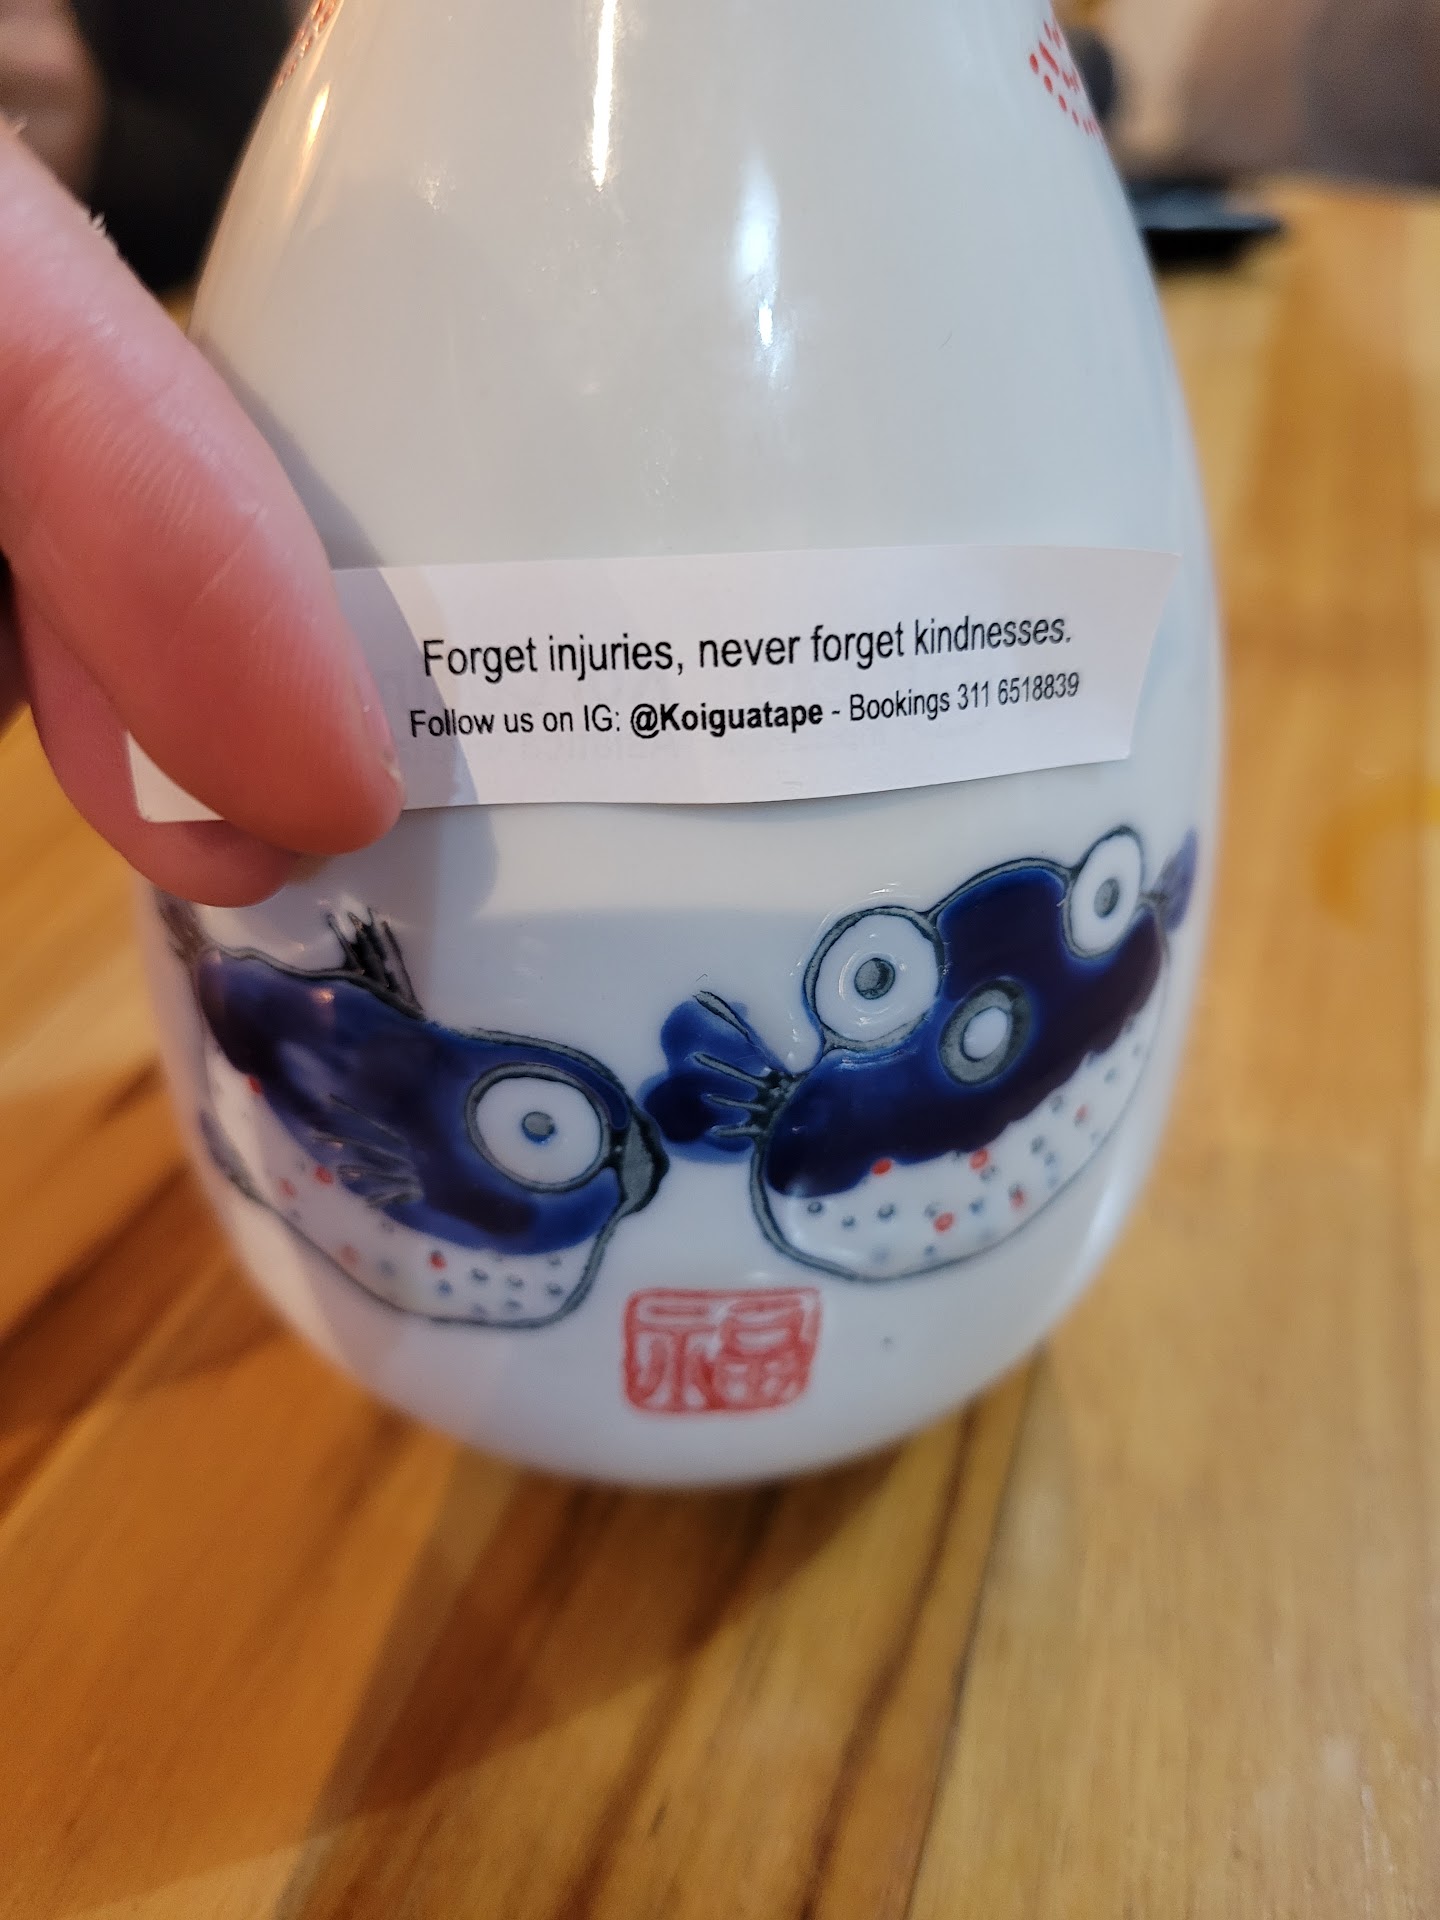 Forget injuries, never forget kindnesses.
Follow us on IG: @Koiguatape - Bookings 311 6518839
福